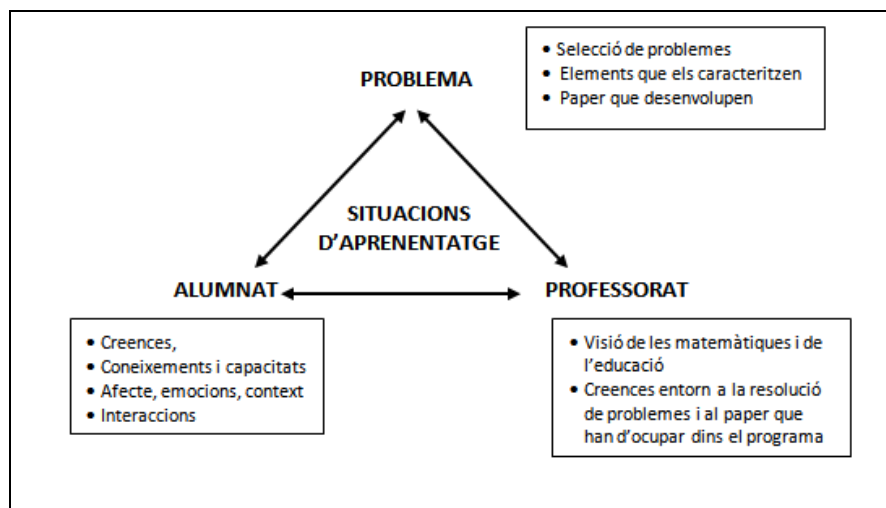 • Selecció de problemes
• Elements que els caracteritzen
• Paper que desenvolupen
PROBLEMA
SITUACIONS
D'APRENENTATGE
ALUMNAT
PROFESSORAT
• Creences,
• Coneixements i capacitats
• Afecte, emocions, context
• Interaccions
• Visió de les matemàtiques i de
l'educació
• Creences entorn a la resolució
de problemes i al paper que
han d'ocupar dins el programa